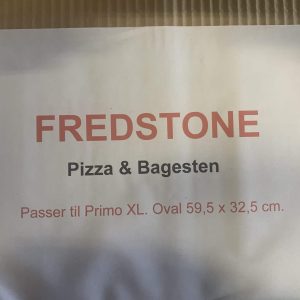 FREDSTONE
Pizza & Bagesten
Passer til Primo XL. Oval 59,5 x 32,5 cm.